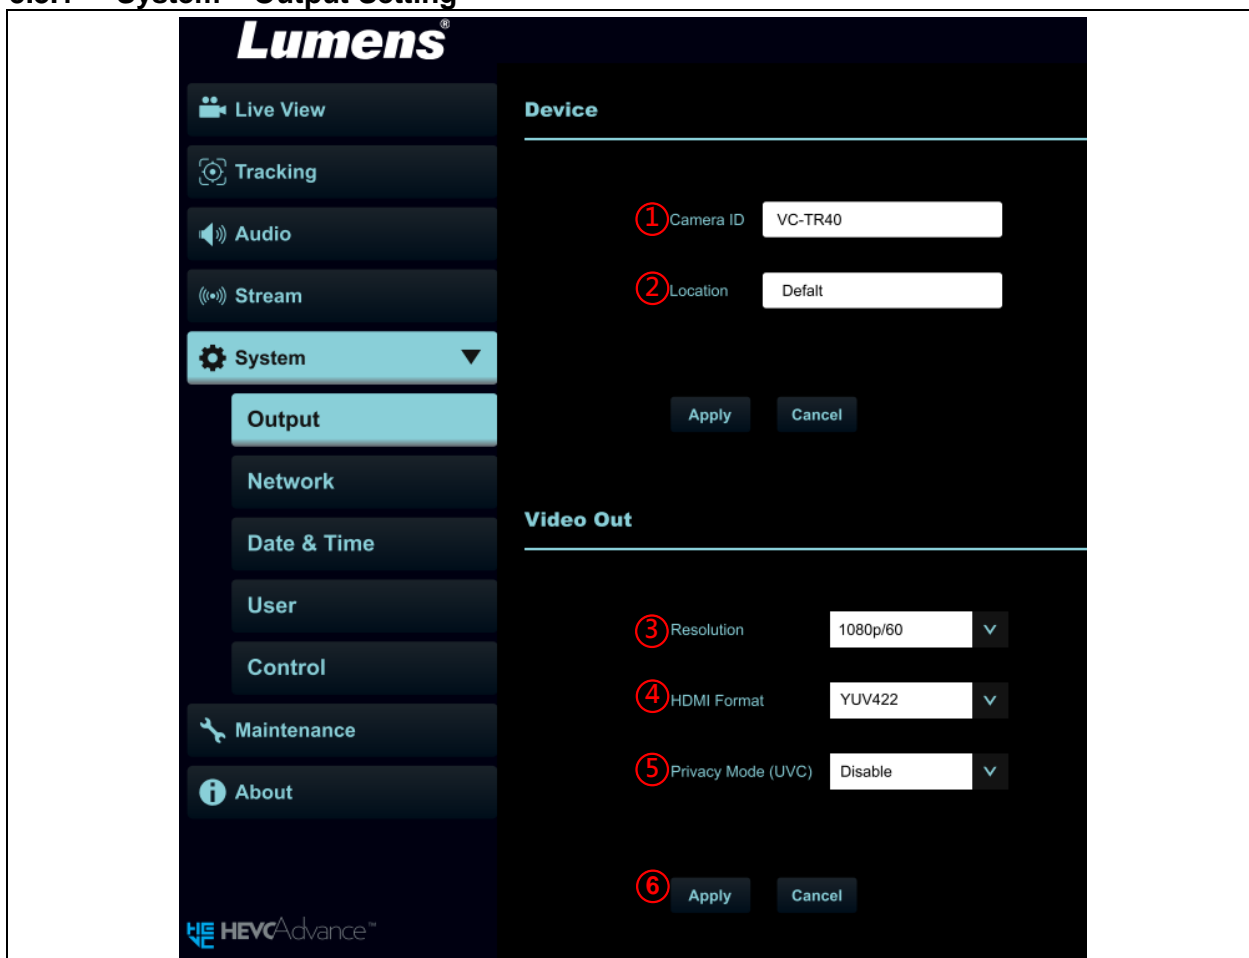 System – Output Setting
Lumens®
Live View
Tracking
Audio
Stream
System
Output
Network
Date & Time
User
Control
Maintenance
About
HEVCAdvance™
Device
① Camera ID VC-TR40
② Location Defalt
Apply Cancel
Video Out
③ Resolution 1080p/60
④ HDMI Format YUV422
⑤ Privacy Mode (UVC) Disable
⑥ Apply Cancel